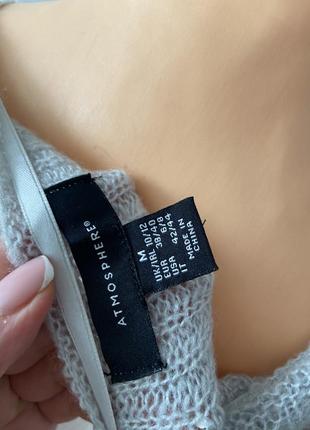 ATMOSPHERE®
M
UK/IRL 10/12
EUR 38/40
USA 6/8
IT 42/44
MADE IN
CHINA